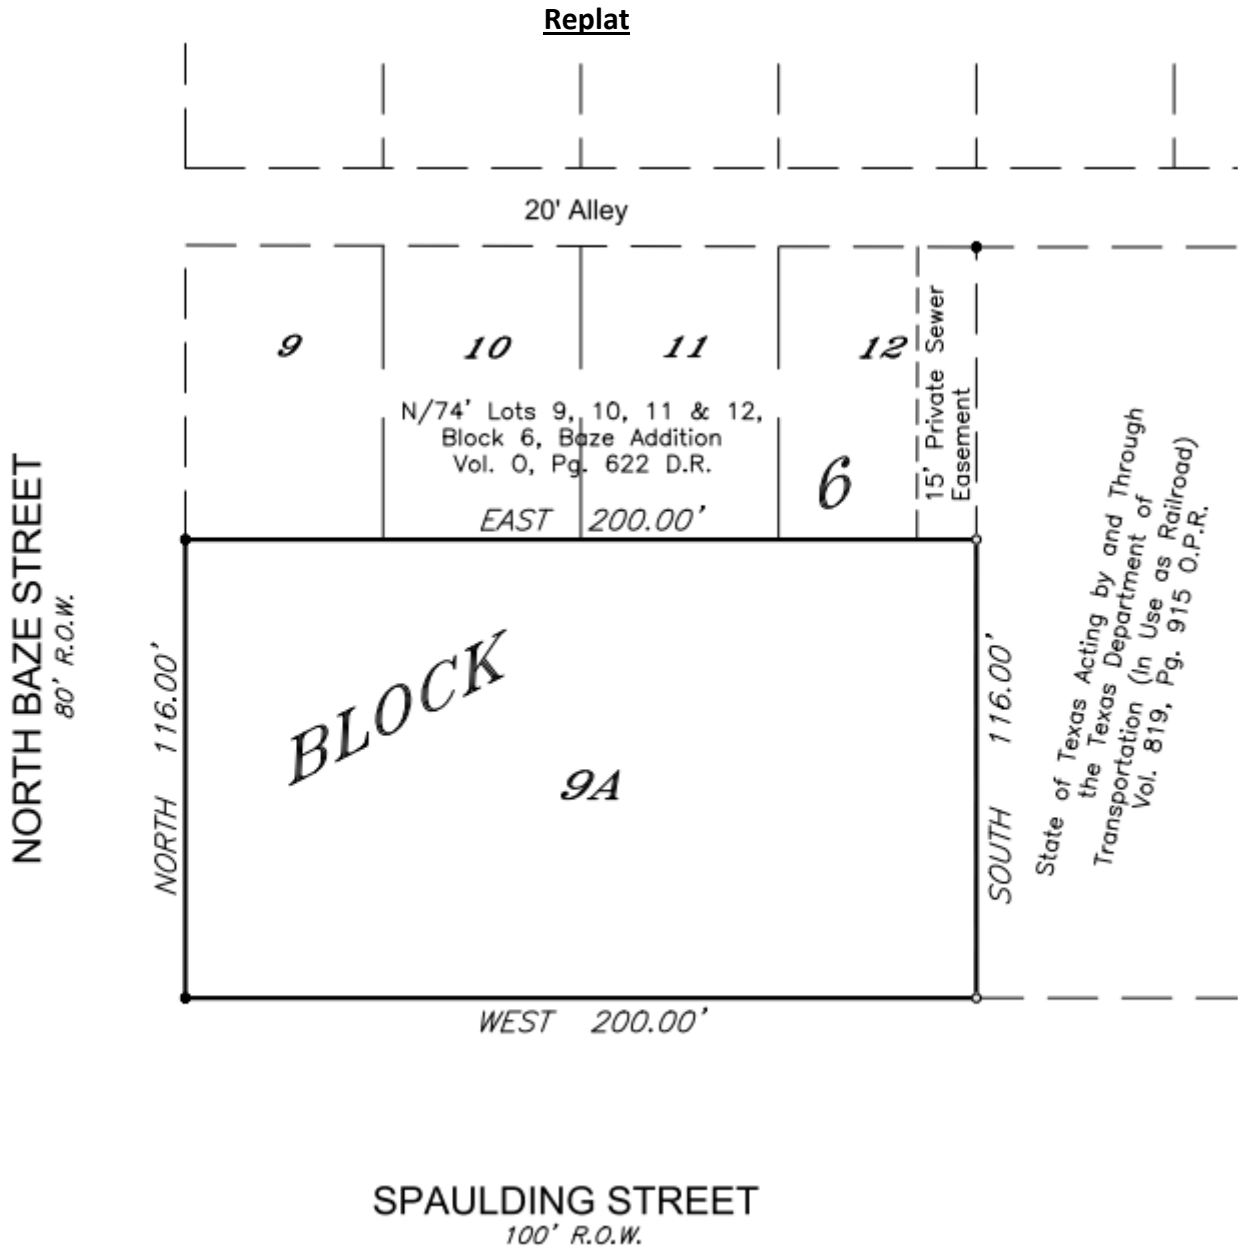 Replat
20' Alley
9
10
11
12
N/74' Lots 9, 10, 11 & 12,
Block 6, Baze Addition
Vol. 0, Pg. 622 D.R.
6
15' Private Sewer
Easement
EAST 200.00'
NORTH BAZE STREET
80' R.O.W.
NORTH 116.00'
BLOCK
9A
SOUTH 116.00'
State of Texas Acting by and Through
the Texas Department of
Transportation (In Use as Railroad)
Vol. 819, Pg. 915 O.P.R.
WEST 200.00'
SPAULDING STREET
100' R.O.W.